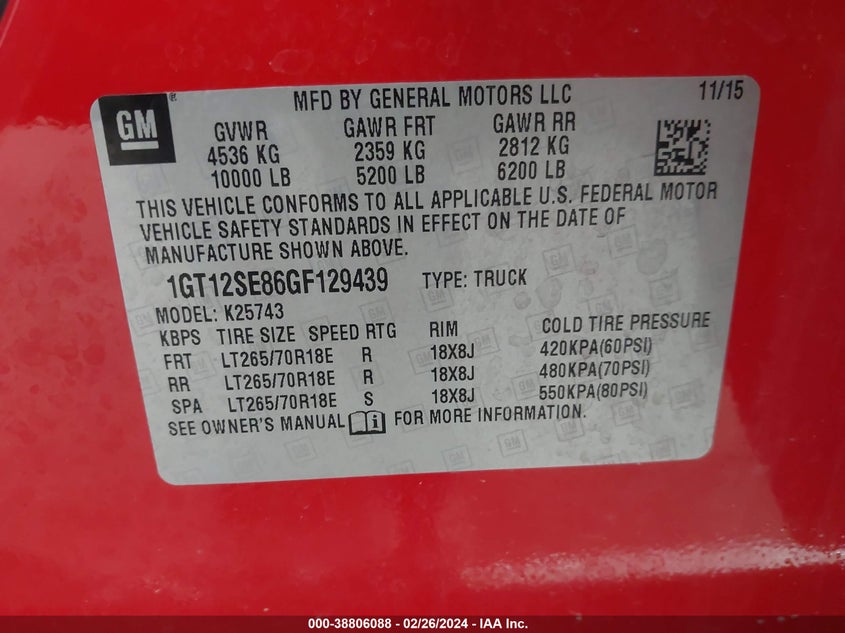 GM
MFD BY GENERAL MOTORS LLC 11/15
GVWR GAWR FRT GAWR RR
4536 KG 2359 KG 2812 KG
10000 LB 5200 LB 6200 LB
THIS VEHICLE CONFORMS TO ALL APPLICABLE U.S. FEDERAL MOTOR
VEHICLE SAFETY STANDARDS IN EFFECT ON THE DATE OF
MANUFACTURE SHOWN ABOVE.
1GT12SE86GF129439 TYPE: TRUCK
MODEL: K25743
KBPS TIRE SIZE SPEED RTG RIM COLD TIRE PRESSURE
FRT LT265/70R18E R 18X8J 420KPA(60PSI)
RR LT265/70R18E R 18X8J 480KPA(70PSI)
SPA LT265/70R18E S 18X8J 550KPA(80PSI)
SEE OWNER'S MANUAL FOR MORE INFORMATION.
000-38806088 - 02/26/2024 - IAA Inc.